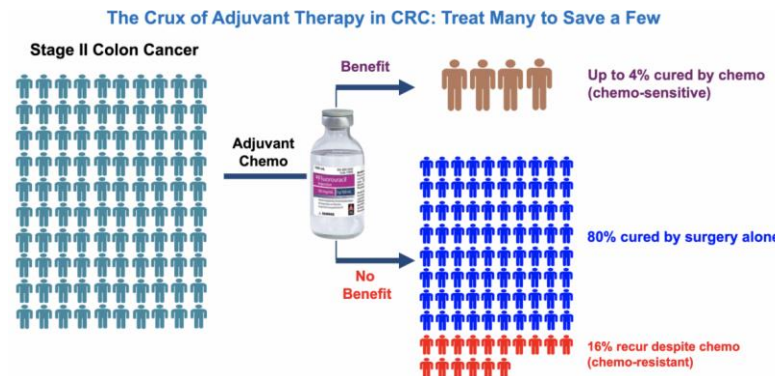 The Crux of Adjuvant Therapy in CRC: Treat Many to Save a Few
Stage II Colon Cancer
Adjuvant
Chemo
Benefit
Up to 4% cured by chemo
(chemo-sensitive)
80% cured by surgery alone
No
Benefit
16% recur despite chemo
(chemo-resistant)